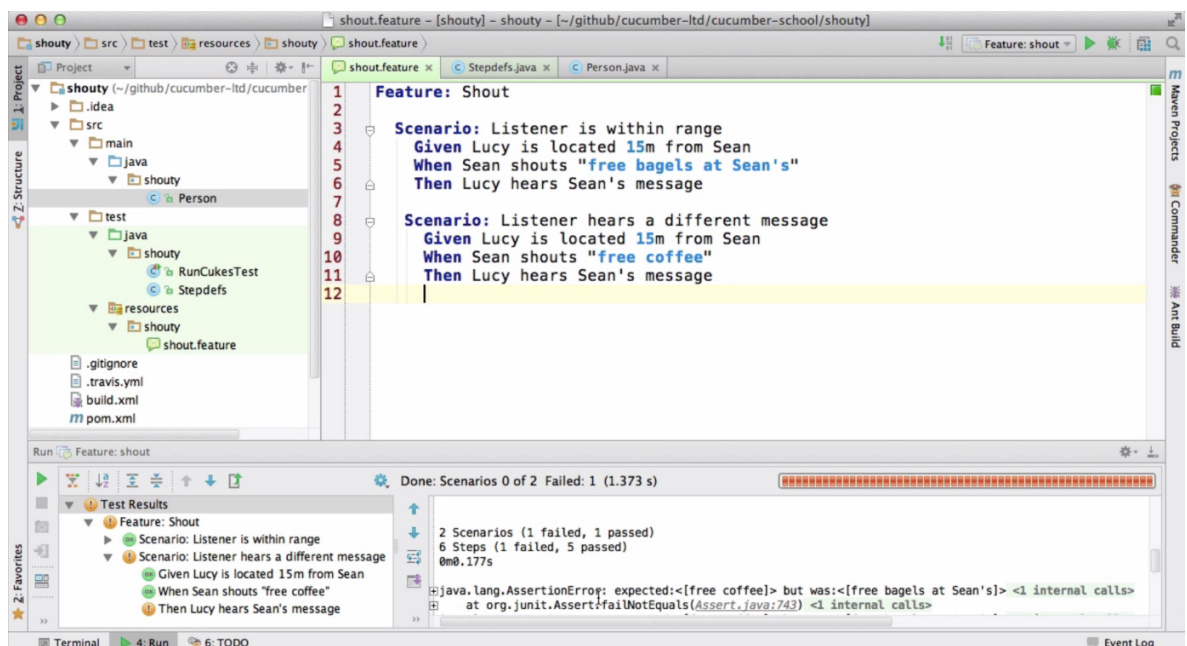 shout.feature – [shouty] – shouty – [~/github/cucumber-ltd/cucumber-school/shouty]
shouty src test resources shouty shout.feature
Feature: shout
1: Project
Z: Structure
2: Favorites
Project
shouty (~/github/cucumber-ltd/cucumber
.idea
src
main
java
shouty
Person
test
java
shouty
RunCukesTest
Stepdefs
resources
shouty
shout.feature
.gitignore
.travis.yml
build.xml
pom.xml
shout.feature × Stepdefs.java × Person.java ×
1 Feature: Shout
2
3 Scenario: Listener is within range
4 Given Lucy is located 15m from Sean
5 When Sean shouts "free bagels at Sean's"
6 Then Lucy hears Sean's message
7
8 Scenario: Listener hears a different message
9 Given Lucy is located 15m from Sean
10 When Sean shouts "free coffee"
11 Then Lucy hears Sean's message
12
Maven Projects
Commander
Ant Build
Run Feature: shout
Done: Scenarios 0 of 2 Failed: 1 (1.373 s)
Test Results
Feature: Shout
Scenario: Listener is within range
Scenario: Listener hears a different message
Given Lucy is located 15m from Sean
When Sean shouts "free coffee"
Then Lucy hears Sean's message
2 Scenarios (1 failed, 1 passed)
6 Steps (1 failed, 5 passed)
0m0.177s
java.lang.AssertionError: expected:<[free coffee]> but was:<[free bagels at Sean's]> <1 internal calls>
at org.junit.Assert.failNotEquals(Assert.java:743) <1 internal calls>
Terminal 4: Run 6: TODO Event Log